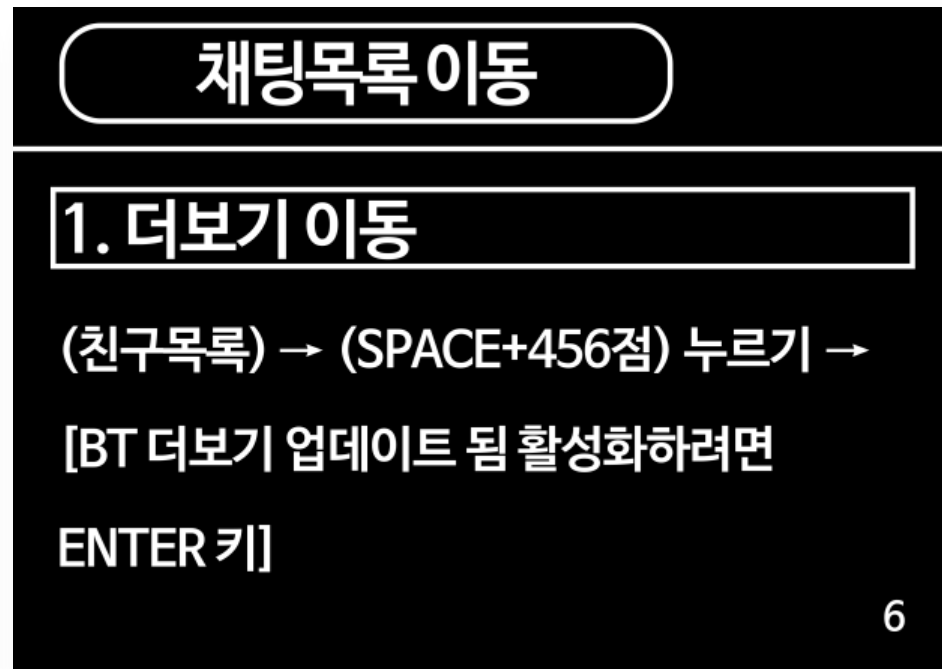 채팅목록 이동
1. 더보기 이동
(친구목록) → (SPACE+456점) 누르기 →
[BT 더보기 업데이트 됨 활성화하려면
ENTER 키]
6